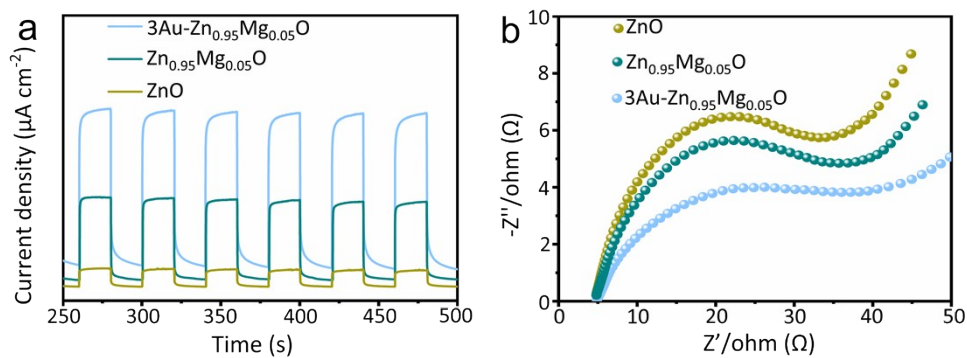 a
3Au-Zn₀.₉₅Mg₀.₀₅O
Zn₀.₉₅Mg₀.₀₅O
ZnO
Current density (μA cm⁻²)
250 300 350 400 450 500
Time (s)
b
ZnO
Zn₀.₉₅Mg₀.₀₅O
3Au-Zn₀.₉₅Mg₀.₀₅O
-Z''/ohm (Ω)
10
8
6
4
2
0
0 10 20 30 40 50
Z'/ohm (Ω)